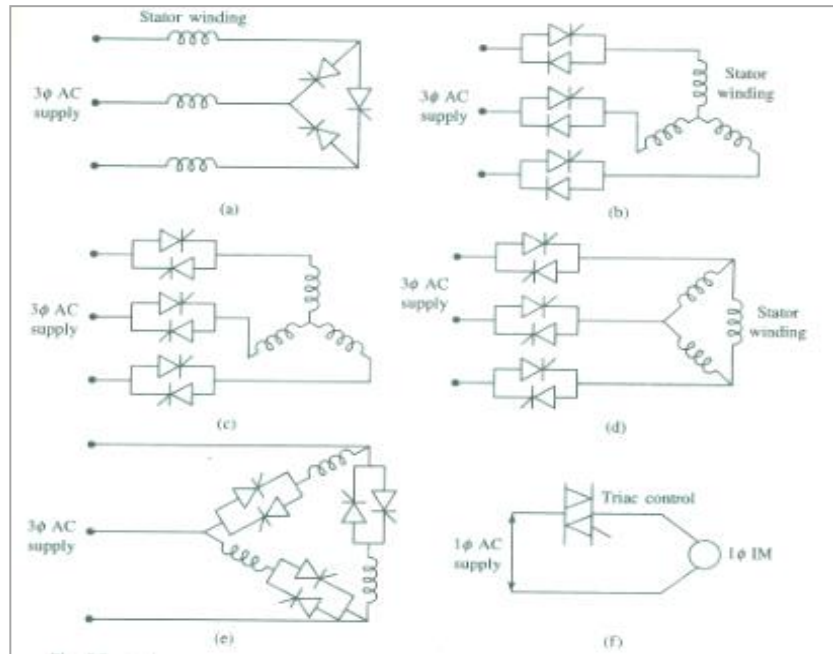 Stator winding
3ϕ AC
supply
(a)
3ϕ AC
supply
Stator
winding
(b)
3ϕ AC
supply
(c)
3ϕ AC
supply
Stator
winding
(d)
3ϕ AC
supply
(e)
Triac control
1ϕ AC
supply
1ϕ IM
(f)